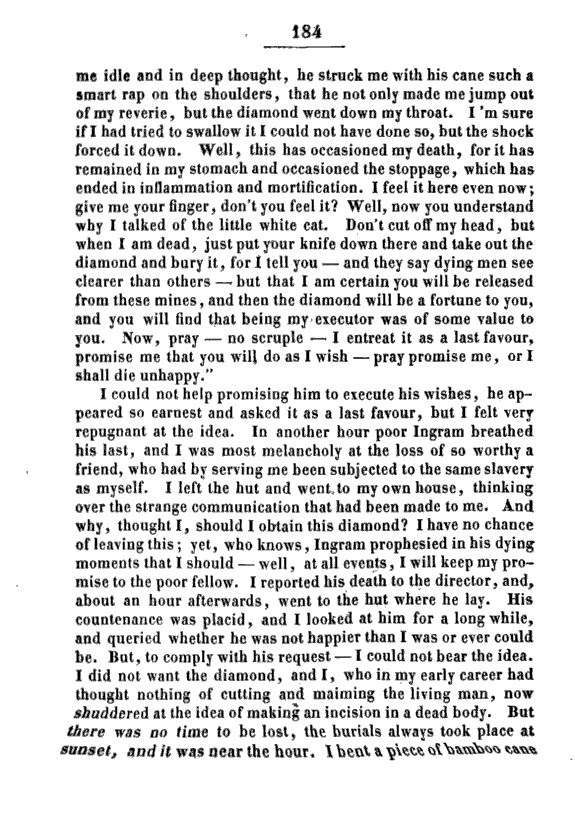 184
me idle and in deep thought, he struck me with his cane such a
smart rap on the shoulders, that he not only made me jump out
of my reverie, but the diamond went down my throat. I 'm sure
if I had tried to swallow it I could not have done so, but the shock
forced it down. Well, this has occasioned my death, for it has
remained in my stomach and occasioned the stoppage, which has
ended in inflammation and mortification. I feel it here even now;
give me your finger, don't you feel it? Well, now you understand
why I talked of the little white cat. Don't cut off my head, but
when I am dead, just put your knife down there and take out the
diamond and bury it, for I tell you — and they say dying men see
clearer than others — but that I am certain you will be released
from these mines, and then the diamond will be a fortune to you,
and you will find that being my executor was of some value to
you. Now, pray — no scruple — I entreat it as a last favour,
promise me that you will do as I wish — pray promise me, or I
shall die unhappy."
I could not help promising him to execute his wishes, he ap-
peared so earnest and asked it as a last favour, but I felt very
repugnant at the idea. In another hour poor Ingram breathed
his last, and I was most melancholy at the loss of so worthy a
friend, who had by serving me been subjected to the same slavery
as myself. I left the hut and went to my own house, thinking
over the strange communication that had been made to me. And
why, thought I, should I obtain this diamond? I have no chance
of leaving this; yet, who knows, Ingram prophesied in his dying
moments that I should — well, at all events, I will keep my pro-
mise to the poor fellow. I reported his death to the director, and,
about an hour afterwards, went to the hut where he lay. His
countenance was placid, and I looked at him for a long while,
and queried whether he was not happier than I was or ever could
be. But, to comply with his request — I could not bear the idea.
I did not want the diamond, and I, who in my early career had
thought nothing of cutting and maiming the living man, now
shuddered at the idea of making an incision in a dead body. But
there was no time to be lost, the burials always took place at
sunset, and it was near the hour. I bent a piece of bamboo cane